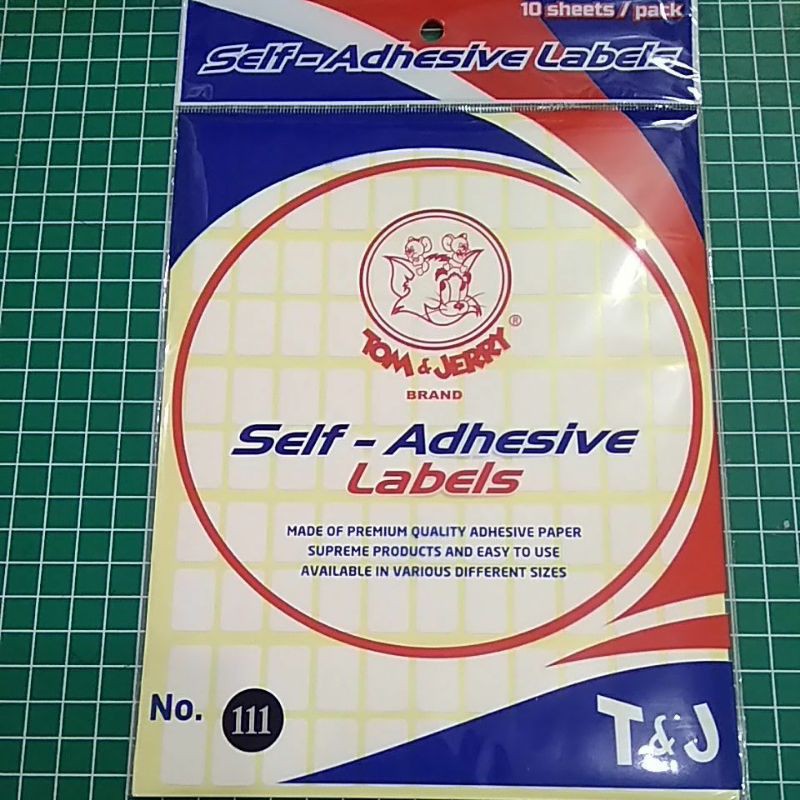 10 sheets / pack
Self-Adhesive Labels
TOM & JERRY ®
BRAND
Self - Adhesive
Labels
MADE OF PREMIUM QUALITY ADHESIVE PAPER
SUPREME PRODUCTS AND EASY TO USE
AVAILABLE IN VARIOUS DIFFERENT SIZES
No. 111
T&J